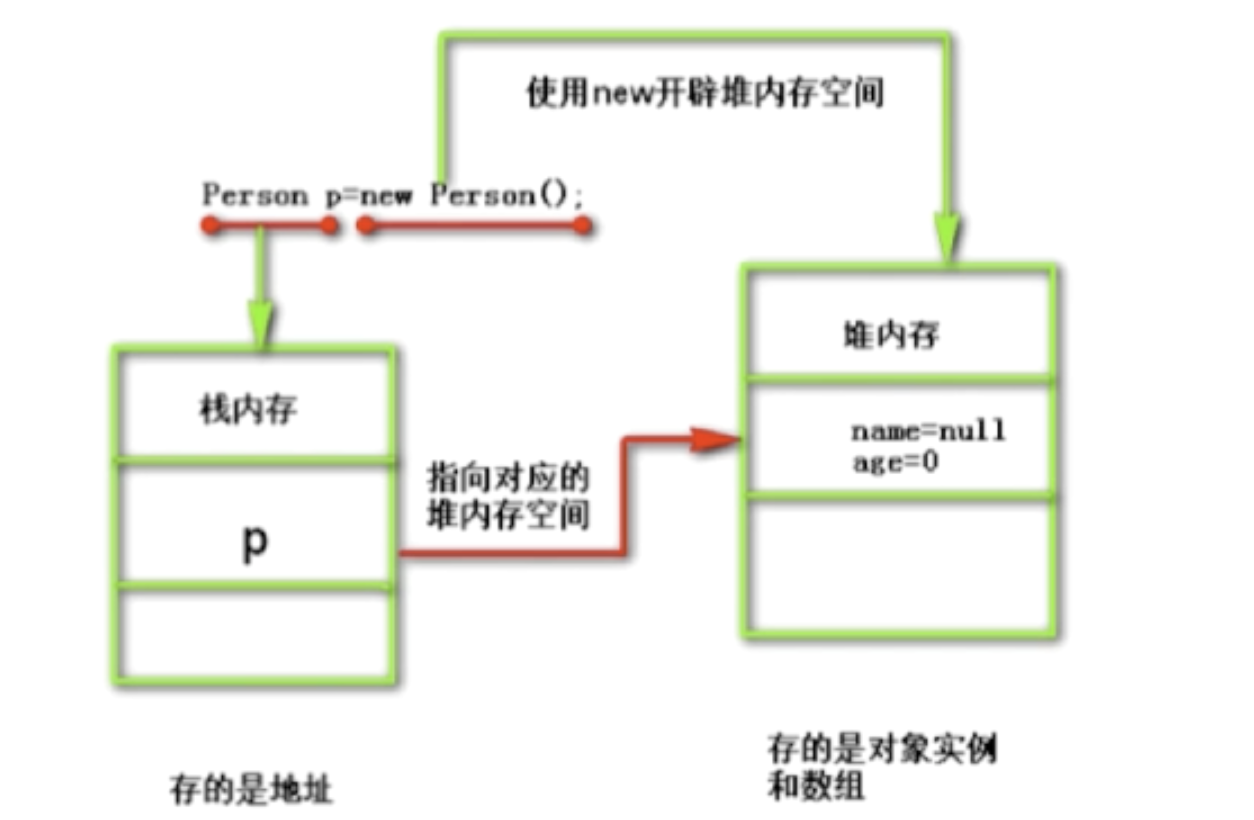 使用new开辟堆内存空间
Person p=new Person();
堆内存
栈内存
name=null
age=0
指向对应的
堆内存空间
p
存的是对象实例
和数组
存的是地址